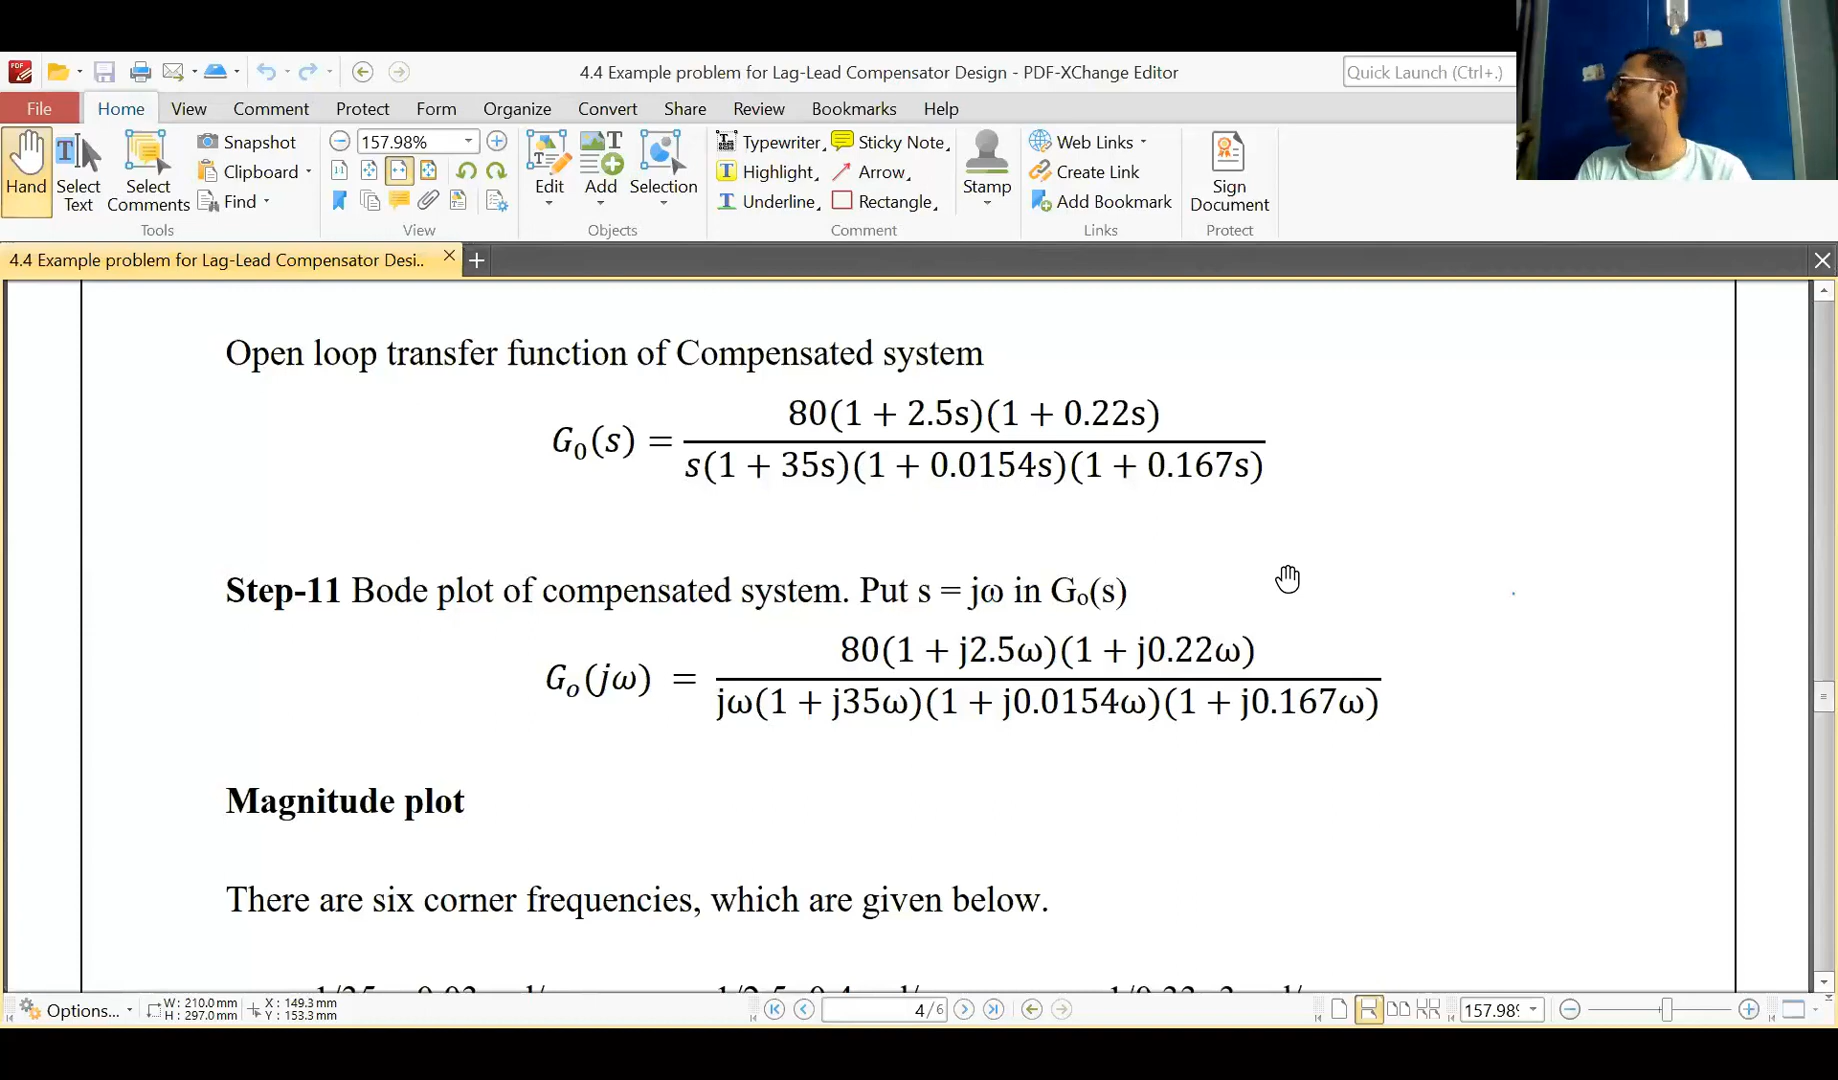 4.4 Example problem for Lag-Lead Compensator Design - PDF-XChange Editor
Quick Launch (Ctrl+.)
File Home View Comment Protect Form Organize Convert Share Review Bookmarks Help
Hand
Select Text
Select Comments
Snapshot
Clipboard
Find
Tools
157.98%
View
Edit
Add
Selection
Objects
Typewriter
Highlight
Underline
Sticky Note
Arrow
Rectangle
Stamp
Comment
Web Links
Create Link
Add Bookmark
Links
Sign Document
Protect
4.4 Example problem for Lag-Lead Compensator Desi..
Open loop transfer function of Compensated system
80(1 + 2.5s)(1 + 0.22s)
G₀(s) =
s(1 + 35s)(1 + 0.0154s)(1 + 0.167s)
Step-11 Bode plot of compensated system. Put s = jω in Gₒ(s)
80(1 + j2.5ω)(1 + j0.22ω)
Gₒ(jω) =
jω(1 + j35ω)(1 + j0.0154ω)(1 + j0.167ω)
Magnitude plot
There are six corner frequencies, which are given below.
Options...
W: 210.0 mm
H: 297.0 mm
X: 149.3 mm
Y: 153.3 mm
4 / 6
157.98%